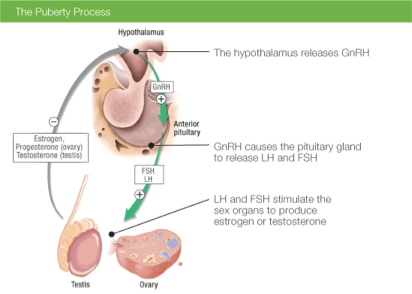 The Puberty Process
Hypothalamus
The hypothalamus releases GnRH
GnRH
+
Anterior
pituitary
−
Estrogen,
Progesterone (ovary)
Testosterone (testis)
GnRH causes the pituitary gland
to release LH and FSH
FSH
LH
+
LH and FSH stimulate the
sex organs to produce
estrogen or testosterone
Testis
Ovary